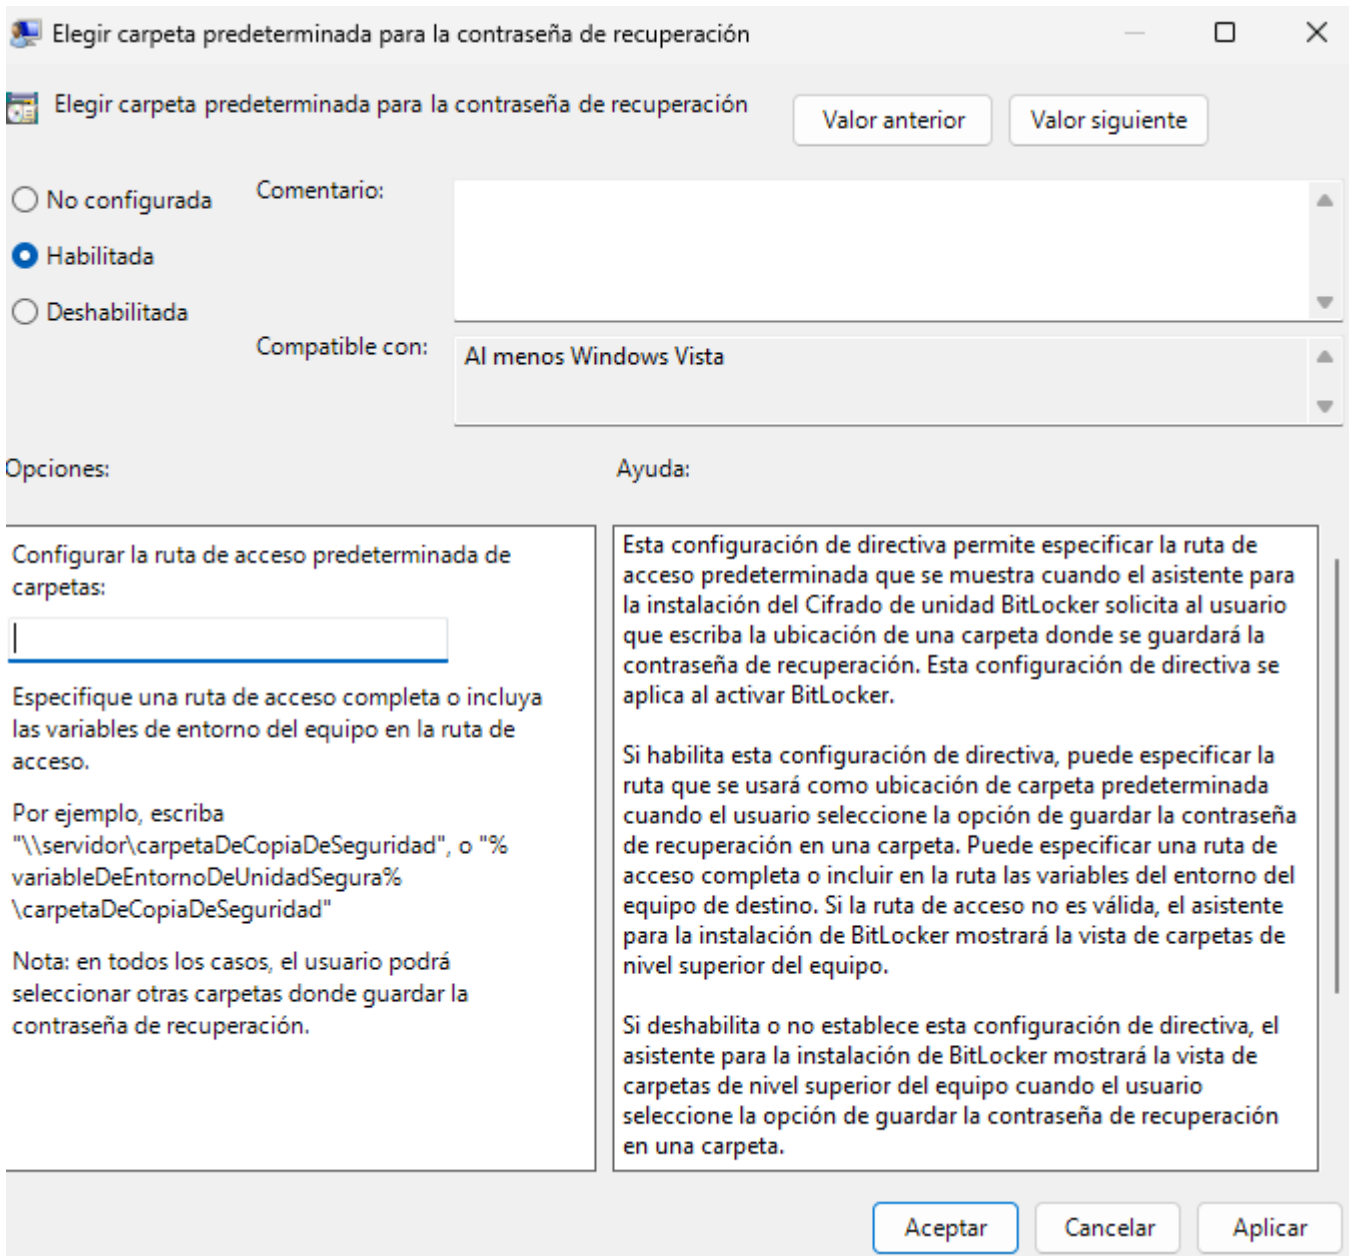 Elegir carpeta predeterminada para la contraseña de recuperación
Elegir carpeta predeterminada para la contraseña de recuperación
Valor anterior
Valor siguiente
No configurada
Comentario:
Habilitada
Deshabilitada
Compatible con:
Al menos Windows Vista
Opciones:
Ayuda:
Configurar la ruta de acceso predeterminada de
carpetas:
Especifique una ruta de acceso completa o incluya
las variables de entorno del equipo en la ruta de
acceso.
Por ejemplo, escriba
"\\servidor\carpetaDeCopiaDeSeguridad", o "%
variableDeEntornoDeUnidadSegura%
\carpetaDeCopiaDeSeguridad"
Nota: en todos los casos, el usuario podrá
seleccionar otras carpetas donde guardar la
contraseña de recuperación.
Esta configuración de directiva permite especificar la ruta de
acceso predeterminada que se muestra cuando el asistente para
la instalación del Cifrado de unidad BitLocker solicita al usuario
que escriba la ubicación de una carpeta donde se guardará la
contraseña de recuperación. Esta configuración de directiva se
aplica al activar BitLocker.
Si habilita esta configuración de directiva, puede especificar la
ruta que se usará como ubicación de carpeta predeterminada
cuando el usuario seleccione la opción de guardar la contraseña
de recuperación en una carpeta. Puede especificar una ruta de
acceso completa o incluir en la ruta las variables del entorno del
equipo de destino. Si la ruta de acceso no es válida, el asistente
para la instalación de BitLocker mostrará la vista de carpetas de
nivel superior del equipo.
Si deshabilita o no establece esta configuración de directiva, el
asistente para la instalación de BitLocker mostrará la vista de
carpetas de nivel superior del equipo cuando el usuario
seleccione la opción de guardar la contraseña de recuperación
en una carpeta.
Aceptar
Cancelar
Aplicar